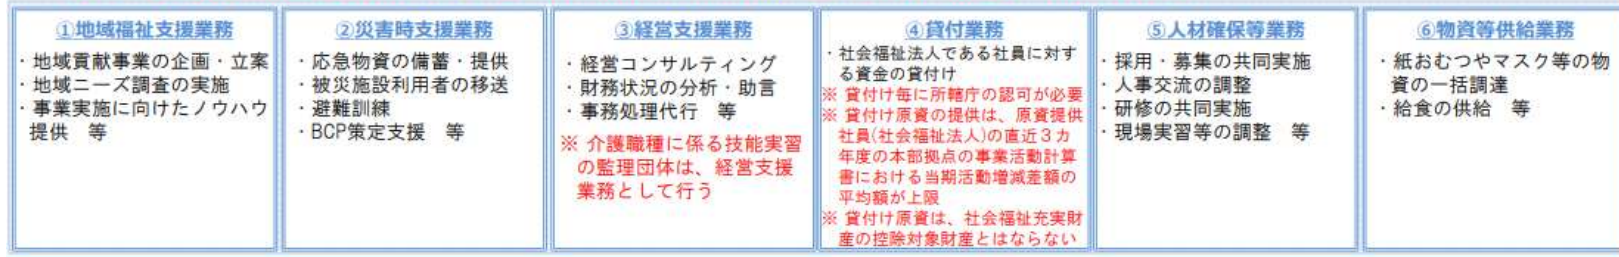 ①地域福祉支援業務
・地域貢献事業の企画・立案
・地域ニーズ調査の実施
・事業実施に向けたノウハウ
提供　等
②災害時支援業務
・応急物資の備蓄・提供
・被災施設利用者の移送
・避難訓練
・BCP策定支援　等
③経営支援業務
・経営コンサルティング
・財務状況の分析・助言
・事務処理代行　等
※ 介護職種に係る技能実習
の監理団体は、経営支援
業務として行う
④貸付業務
・社会福祉法人である社員に対す
る資金の貸付け
※ 貸付け毎に所轄庁の認可が必要
※ 貸付け原資の提供は、原資提供
社員(社会福祉法人)の直近３カ
年度の本部拠点の事業活動計算
書における当期活動増減差額の
平均額が上限
※ 貸付け原資は、社会福祉充実財
産の控除対象財産とはならない
⑤人材確保等業務
・採用・募集の共同実施
・人事交流の調整
・研修の共同実施
・現場実習等の調整　等
⑥物資等供給業務
・紙おむつやマスク等の物
資の一括調達
・給食の供給　等